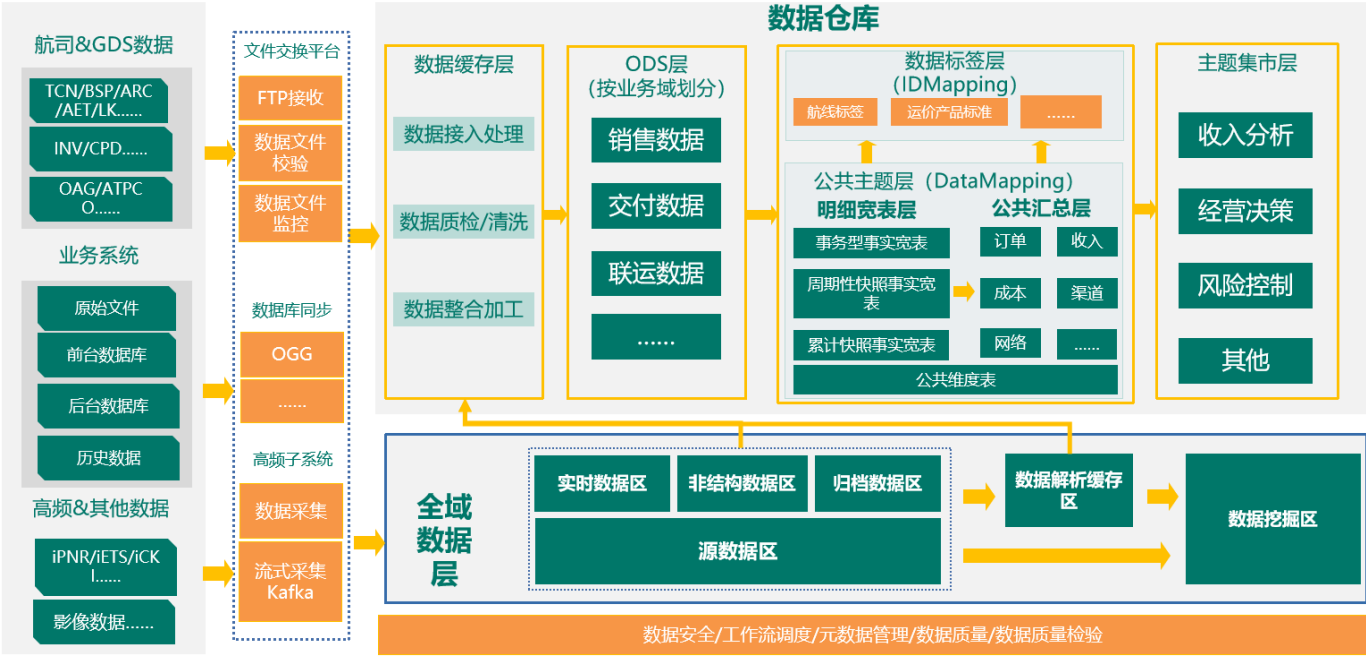 航司&GDS数据
TCN/BSP/ARC
/AET/LK......
INV/CPD......
OAG/ATPC
O......
业务系统
原始文件
前台数据库
后台数据库
历史数据
高频&其他数据
iPNR/iETS/iCK
I......
影像数据......
文件交换平台
FTP接收
数据文件
校验
数据文件
监控
数据库同步
OGG
......
高频子系统
数据采集
流式采集
Kafka
数据仓库
数据缓存层
数据接入处理
数据质检/清洗
数据整合加工
ODS层
(按业务域划分)
销售数据
交付数据
联运数据
......
数据标签层
(IDMapping)
航线标签
运价产品标准
......
公共主题层（DataMapping)
明细宽表层
公共汇总层
事务型事实宽表
周期性快照事实宽
表
累计快照事实宽表
订单
收入
成本
渠道
网络
......
公共维度表
主题集市层
收入分析
经营决策
风险控制
其他
全域
数据
层
实时数据区
非结构数据区
归档数据区
源数据区
数据解析缓存
区
数据挖掘区
数据安全/工作流调度/元数据管理/数据质量/数据质量检验